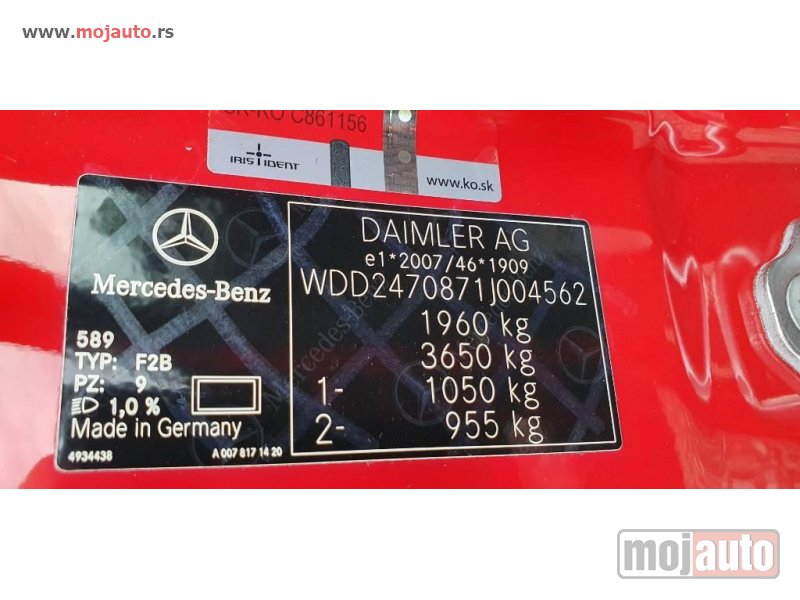 www.mojauto.rs
C861156
IRIS IDENT
www.ko.sk
DAIMLER AG
e1*2007/46*1909
WDD2470871J004562
1960 kg
3650 kg
1- 1050 kg
2- 955 kg
Mercedes-Benz
589
TYP: F2B
PZ: 9
1,0 %
Made in Germany
4934438 A 007 817 14 20
Mercedes-Benz
mojauto